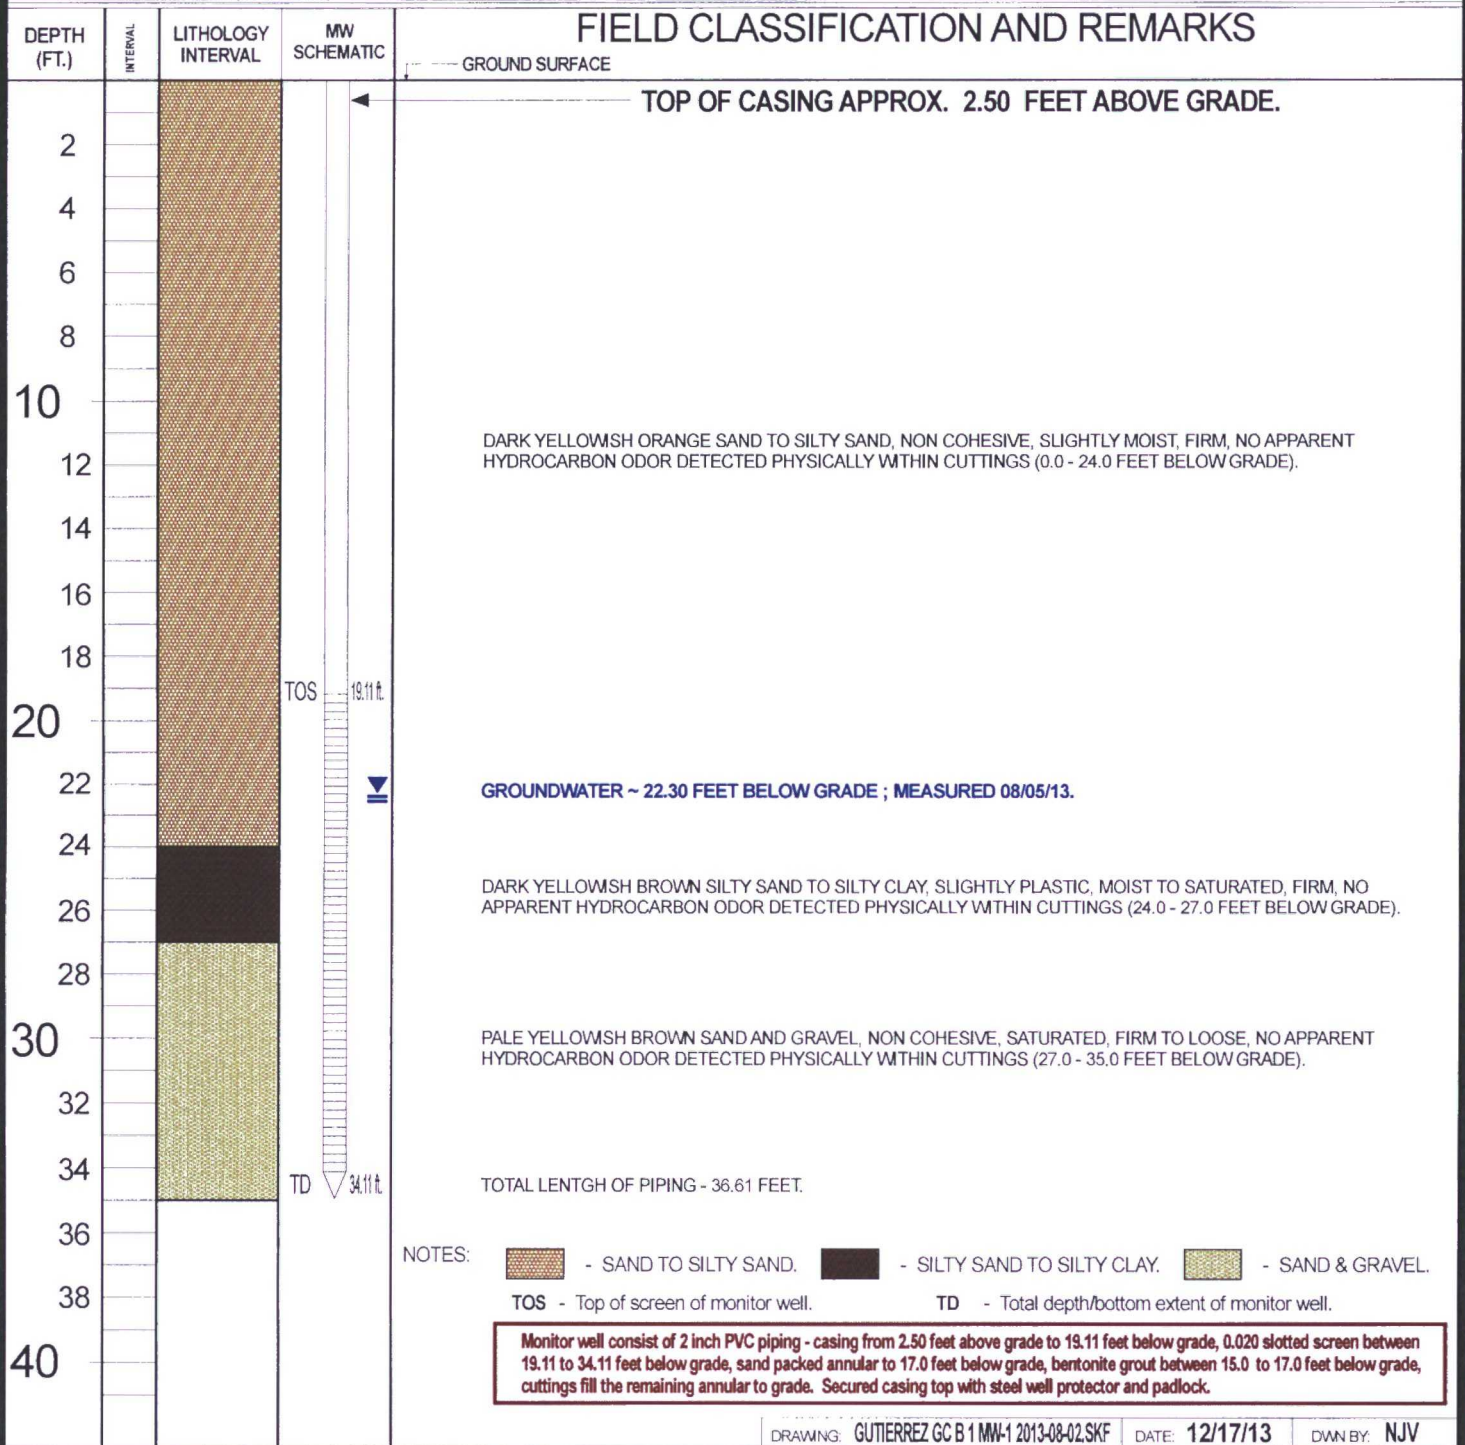 DEPTH
(FT.)
INTERVAL
LITHOLOGY
INTERVAL
MW
SCHEMATIC
FIELD CLASSIFICATION AND REMARKS
GROUND SURFACE
TOP OF CASING APPROX. 2.50 FEET ABOVE GRADE.
2
4
6
8
10
DARK YELLOWISH ORANGE SAND TO SILTY SAND, NON COHESIVE, SLIGHTLY MOIST, FIRM, NO APPARENT
HYDROCARBON ODOR DETECTED PHYSICALLY WITHIN CUTTINGS (0.0 - 24.0 FEET BELOW GRADE).
12
14
16
18
TOS 19.11 ft.
20
22
GROUNDWATER ~ 22.30 FEET BELOW GRADE ; MEASURED 08/05/13.
24
DARK YELLOWISH BROWN SILTY SAND TO SILTY CLAY, SLIGHTLY PLASTIC, MOIST TO SATURATED, FIRM, NO
APPARENT HYDROCARBON ODOR DETECTED PHYSICALLY WITHIN CUTTINGS (24.0 - 27.0 FEET BELOW GRADE).
26
28
30
PALE YELLOWISH BROWN SAND AND GRAVEL, NON COHESIVE, SATURATED, FIRM TO LOOSE, NO APPARENT
HYDROCARBON ODOR DETECTED PHYSICALLY WITHIN CUTTINGS (27.0 - 35.0 FEET BELOW GRADE).
32
34
TD 34.11 ft.
TOTAL LENTGH OF PIPING - 36.61 FEET.
36
38
40
NOTES:
- SAND TO SILTY SAND. - SILTY SAND TO SILTY CLAY. - SAND & GRAVEL.
TOS - Top of screen of monitor well. TD - Total depth/bottom extent of monitor well.
Monitor well consist of 2 inch PVC piping - casing from 2.50 feet above grade to 19.11 feet below grade, 0.020 slotted screen between
19.11 to 34.11 feet below grade, sand packed annular to 17.0 feet below grade, bentonite grout between 15.0 to 17.0 feet below grade,
cuttings fill the remaining annular to grade. Secured casing top with steel well protector and padlock.
DRAWING: GUTIERREZ GC B 1 MW-1 2013-08-02.SKF DATE: 12/17/13 DWN BY: NJV